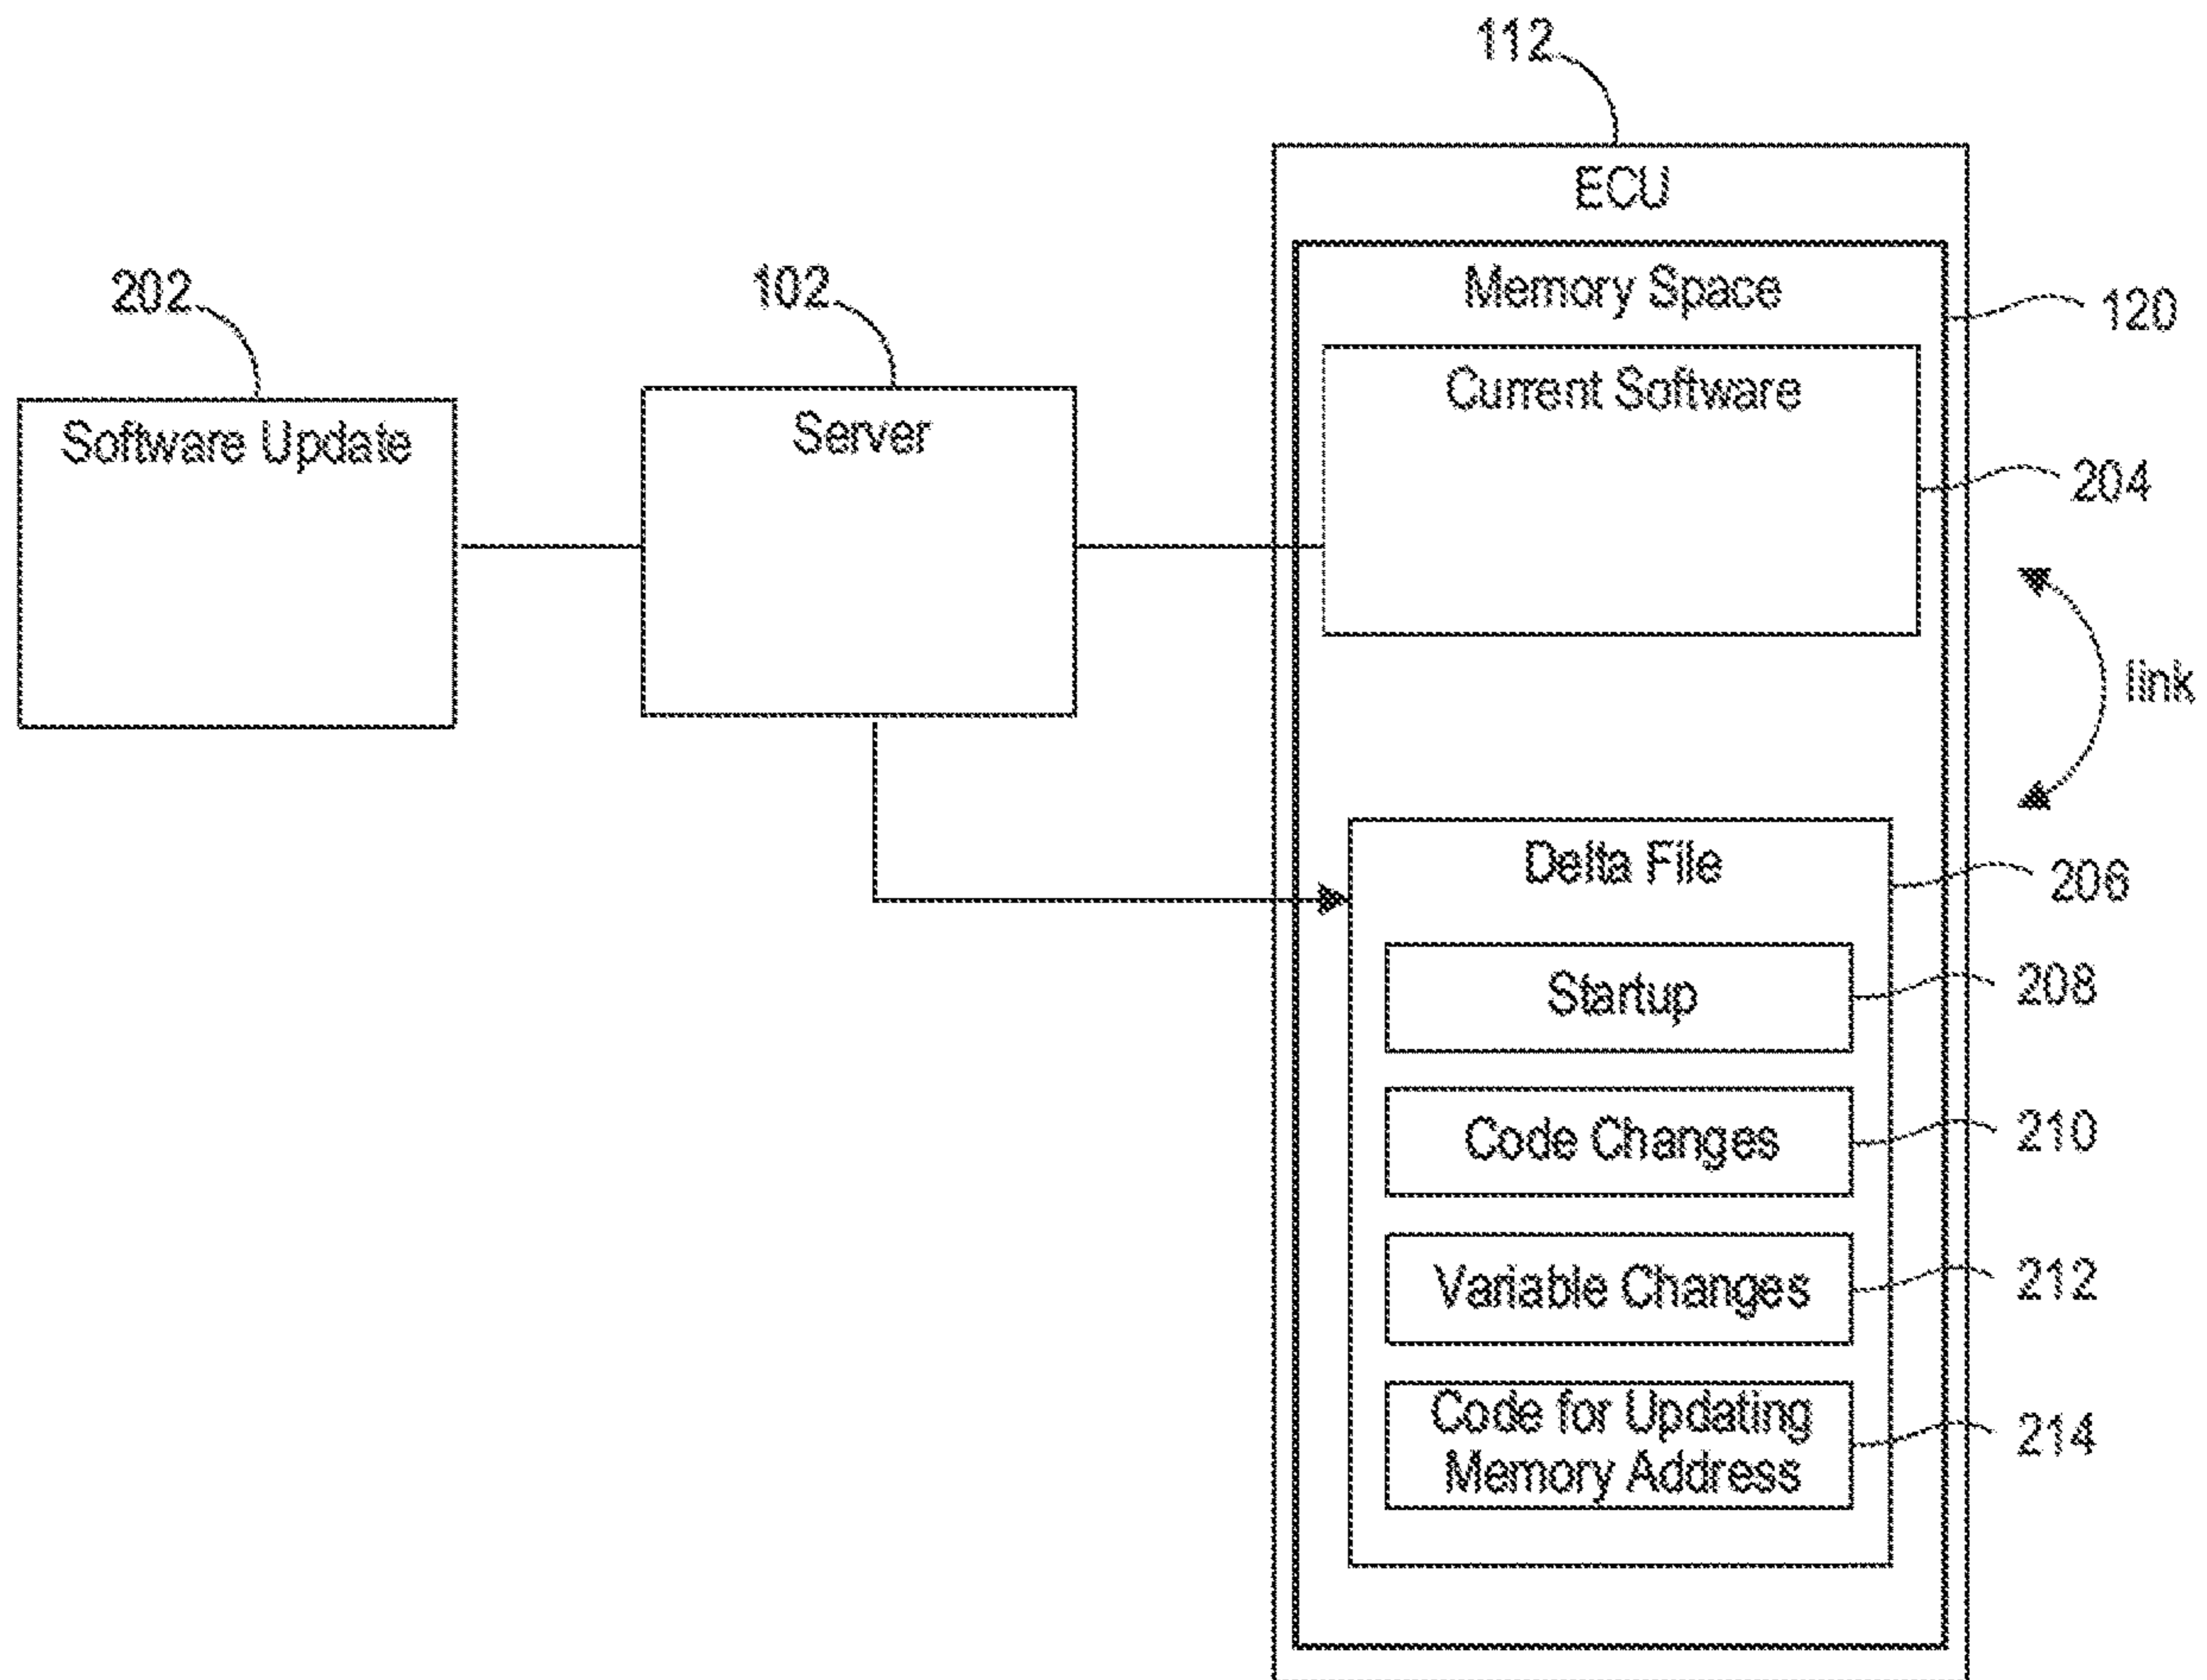 112
ECU
202
102
Memory Space
120
Software Update
Server
Current Software
204
link
Delta File
206
Startup
208
Code Changes
210
Variable Changes
212
Code for Updating
Memory Address
214